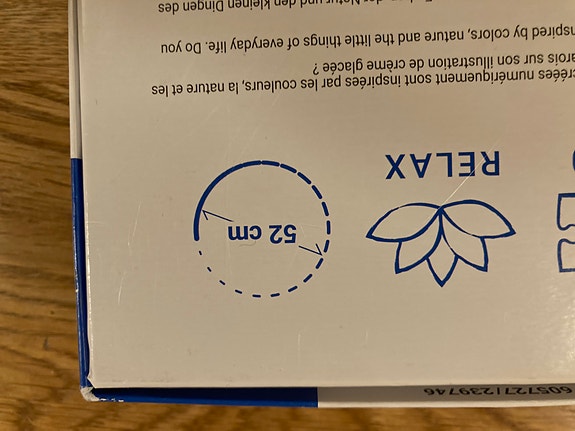 605727/239746
RELAX
52 cm
créées numériquement sont inspirées par les couleurs, la nature et les
sur son illustration de crème glacée ?
nspired by colors, nature and the little things of everyday life. Do you
der Natur und den kleinen Dingen des